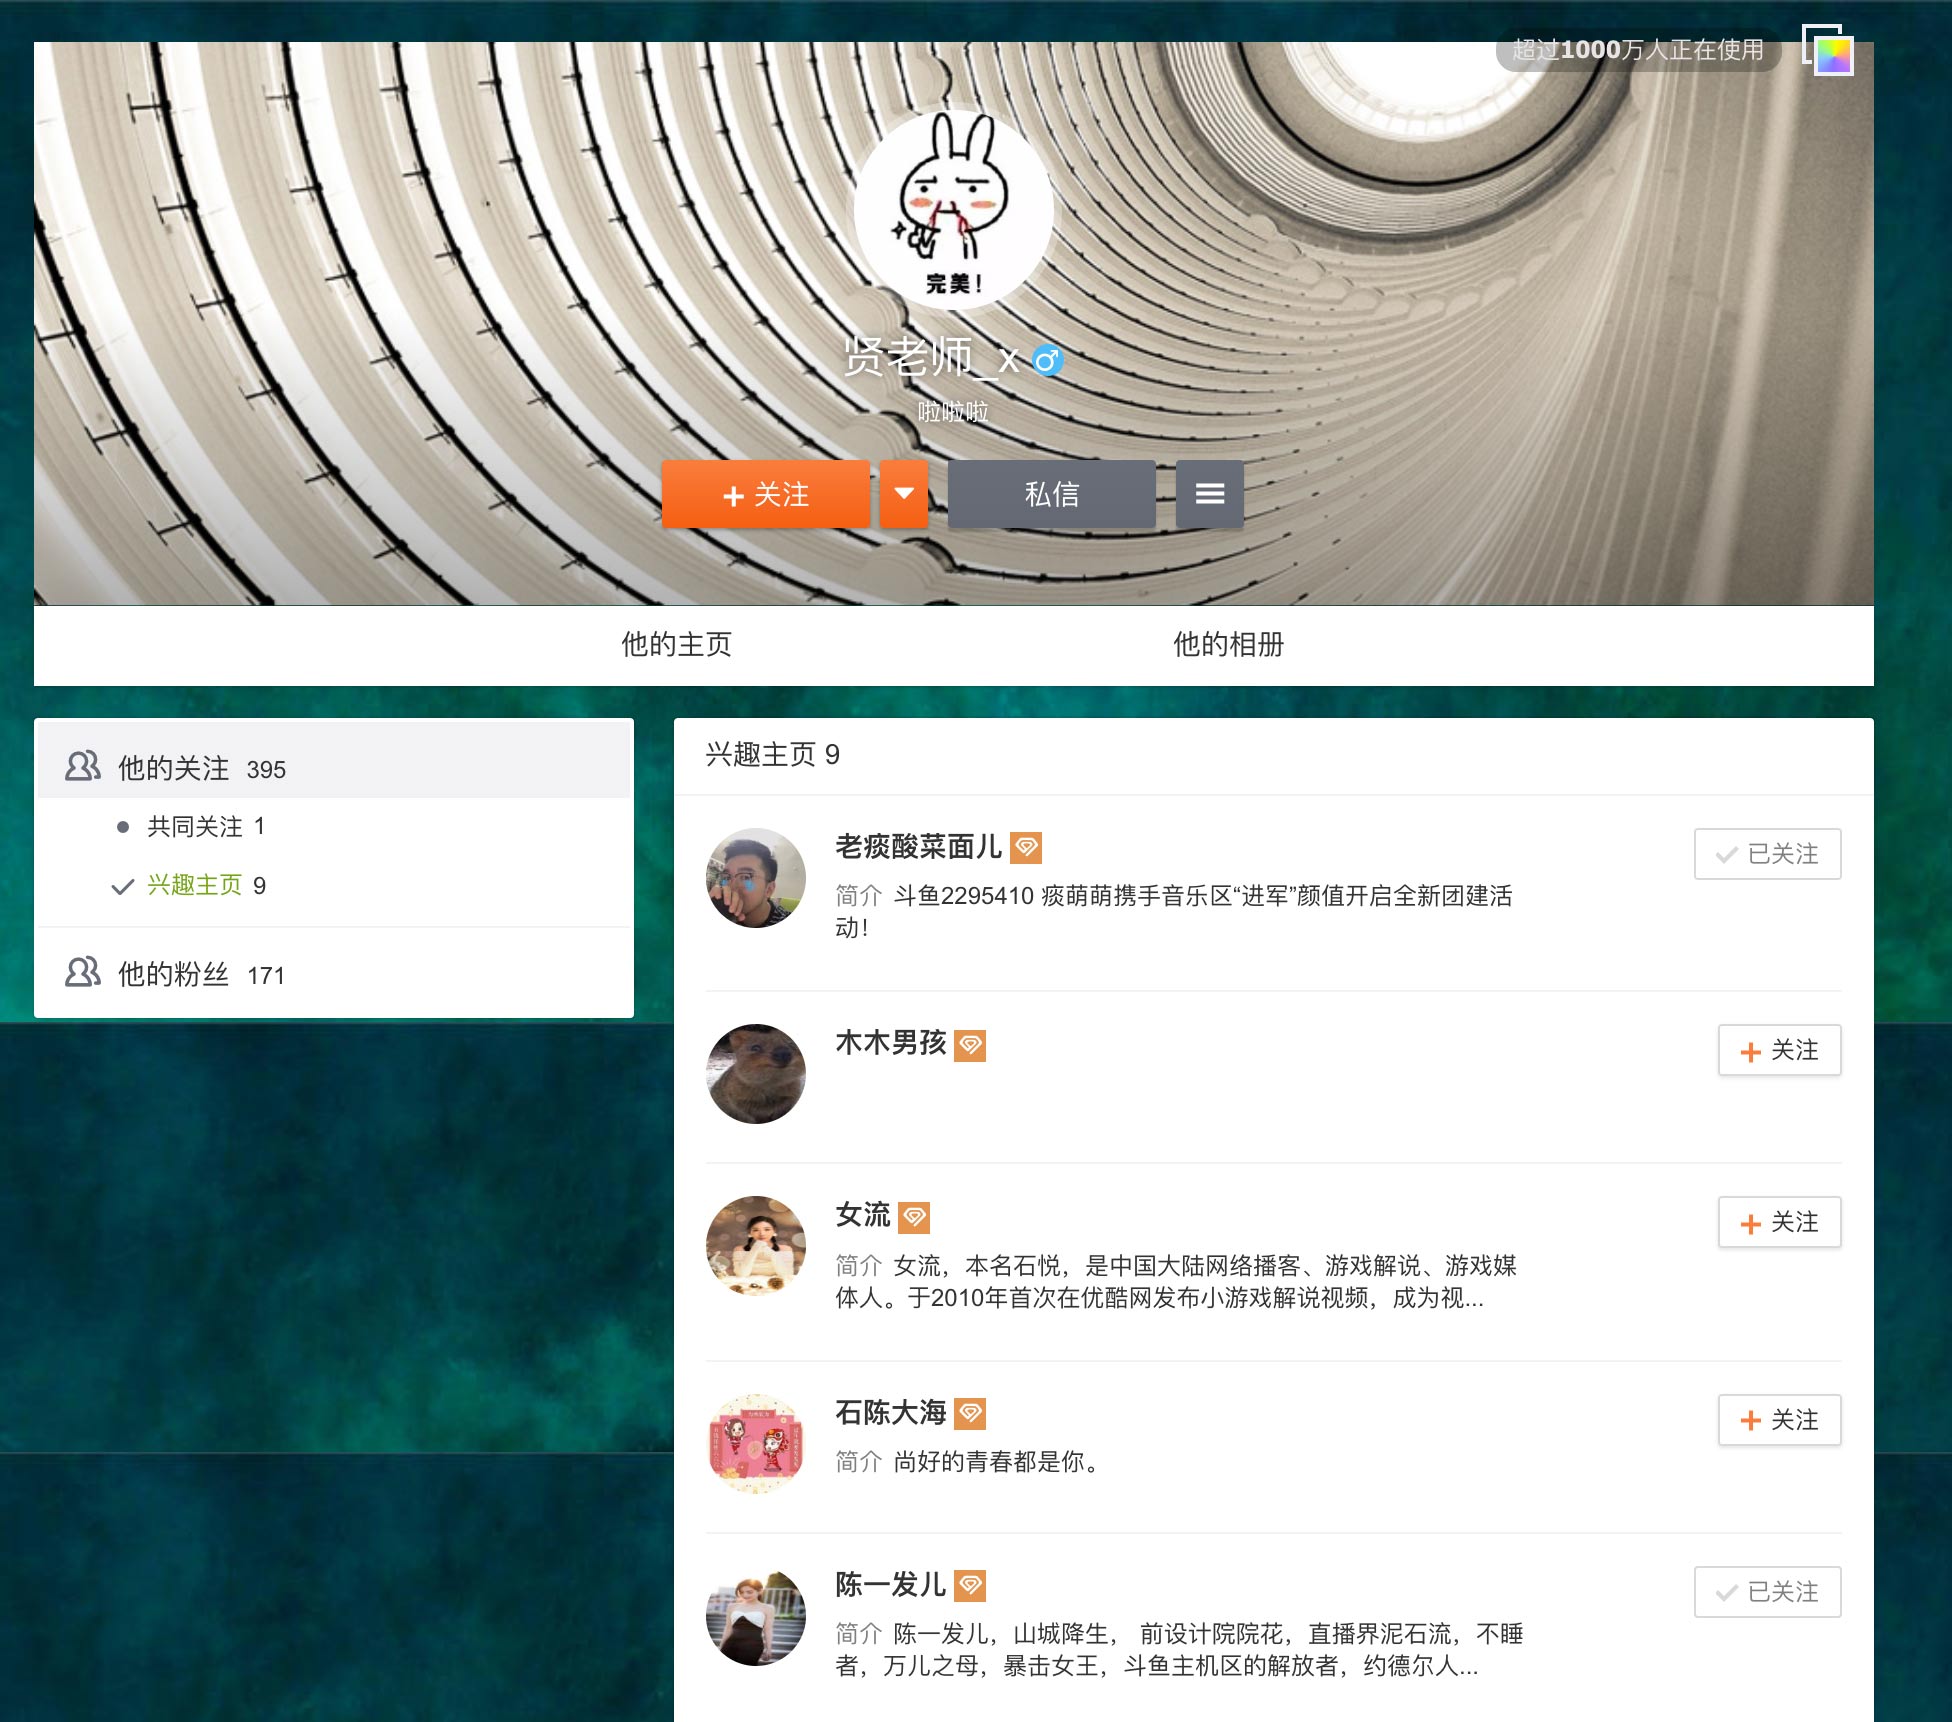 超过1000万人正在使用
完美!
贤老师_x
啦啦啦
+ 关注
私信
他的主页
他的相册
他的关注 395
共同关注 1
兴趣主页 9
他的粉丝 171
兴趣主页 9
老痰酸菜面儿
已关注
简介 斗鱼2295410 痰萌萌携手音乐区“进军”颜值开启全新团建活
动！
木木男孩
+ 关注
女流
+ 关注
简介 女流，本名石悦，是中国大陆网络播客、游戏解说、游戏媒
体人。于2010年首次在优酷网发布小游戏解说视频，成为视...
石陈大海
+ 关注
简介 尚好的青春都是你。
陈一发儿
已关注
简介 陈一发儿，山城降生， 前设计院院花，直播界泥石流，不睡
者，万儿之母，暴击女王，斗鱼主机区的解放者，约德尔人...